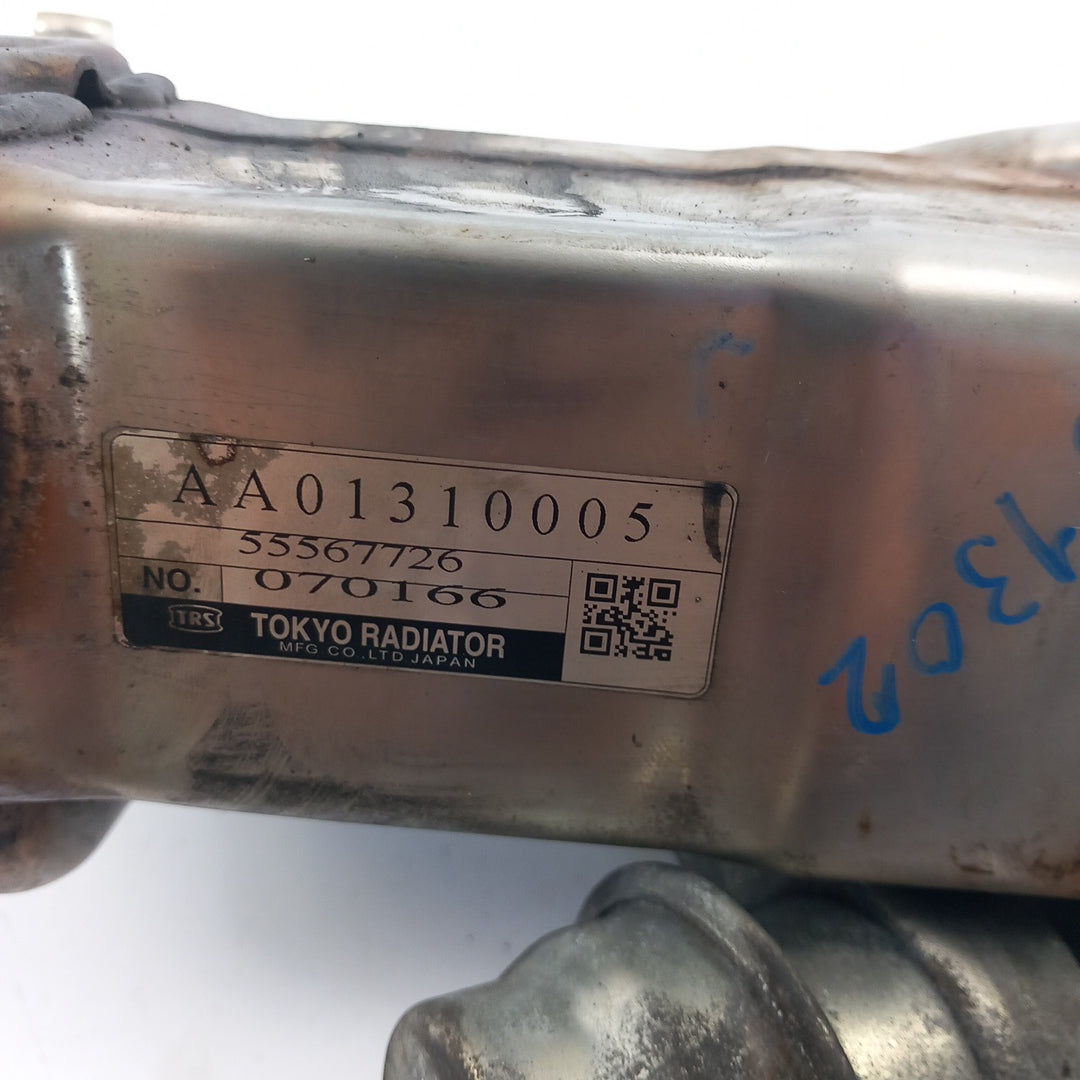 AA01310005
55567726
NO. 070166
TRS TOKYO RADIATOR
MFG CO.,LTD.JAPAN